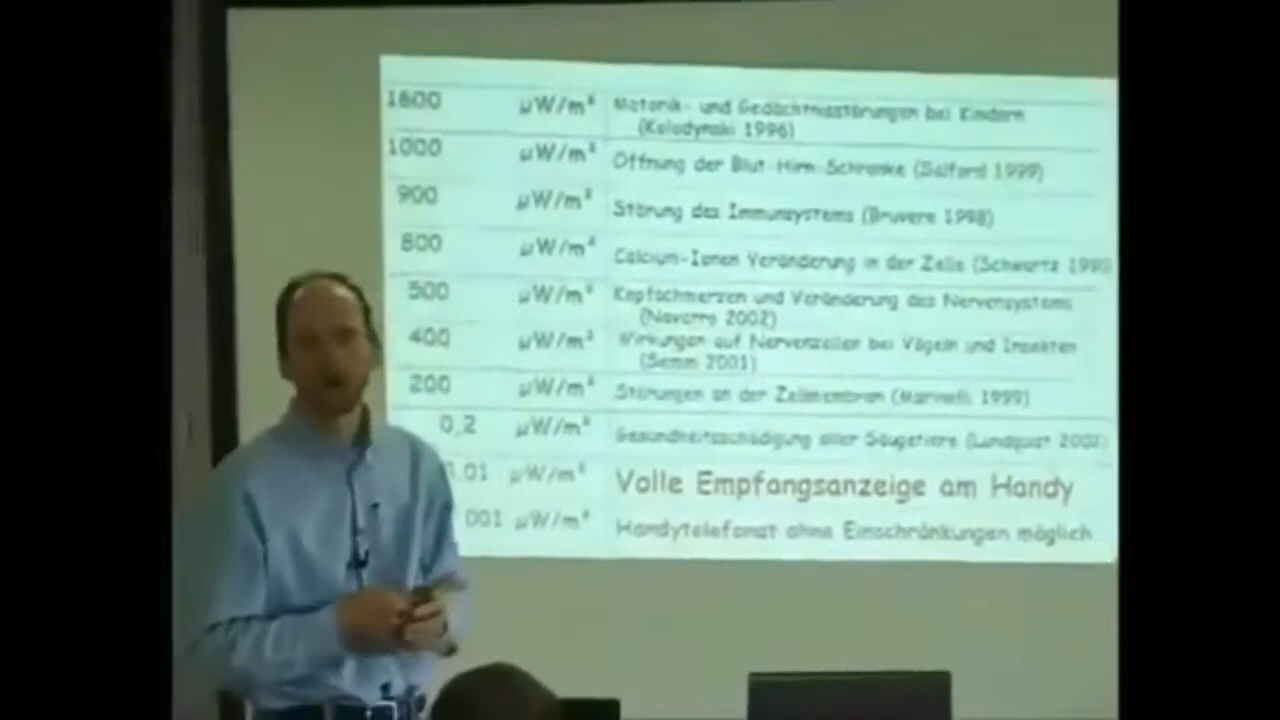 1600 µW/m² Motorik- und Gedächtnisstörungen bei Kindern
(Kolodynski 1996)
1000 µW/m² Öffnung der Blut-Hirn-Schranke (Salford 1999)
900 µW/m² Störung des Immunsystems (Bruvere 1998)
800 µW/m² Calcium-Ionen Veränderung in der Zelle (Schwartz
500 µW/m² Kopfschmerzen und Veränderung des Nervensystems
(Navarro 2002)
400 µW/m² Wirkungen auf Nervenzellen bei Vögeln und Insekten
(Semm 2001)
200 µW/m² Störungen an der Zellmembran (Marinelli 1999)
0,2 µW/m² Gesundheitsschädigung aller Säugetiere (Lundquist 2002)
,01 µW/m² Volle Empfangsanzeige am Handy
001 µW/m² Handytelefonat ohne Einschränkungen möglich